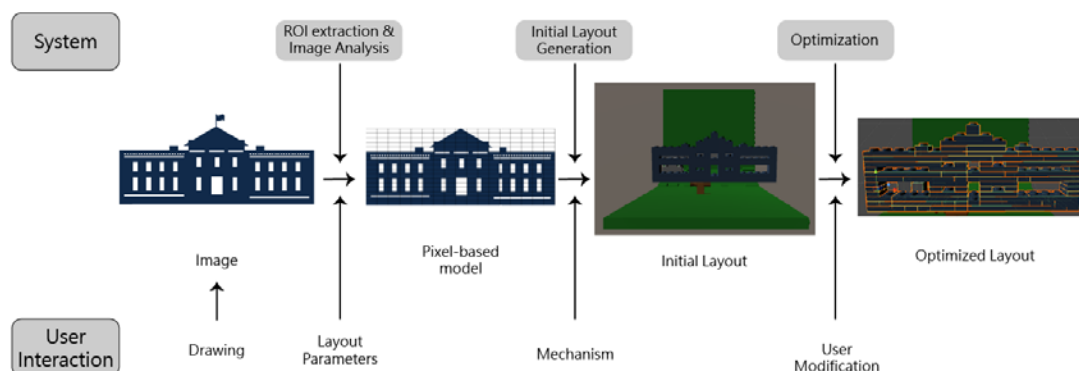 System
ROI extraction &
Image Analysis
Initial Layout
Generation
Optimization
Image
Pixel-based
model
Initial Layout
Optimized Layout
User
Interaction
Drawing
Layout
Parameters
Mechanism
User
Modification